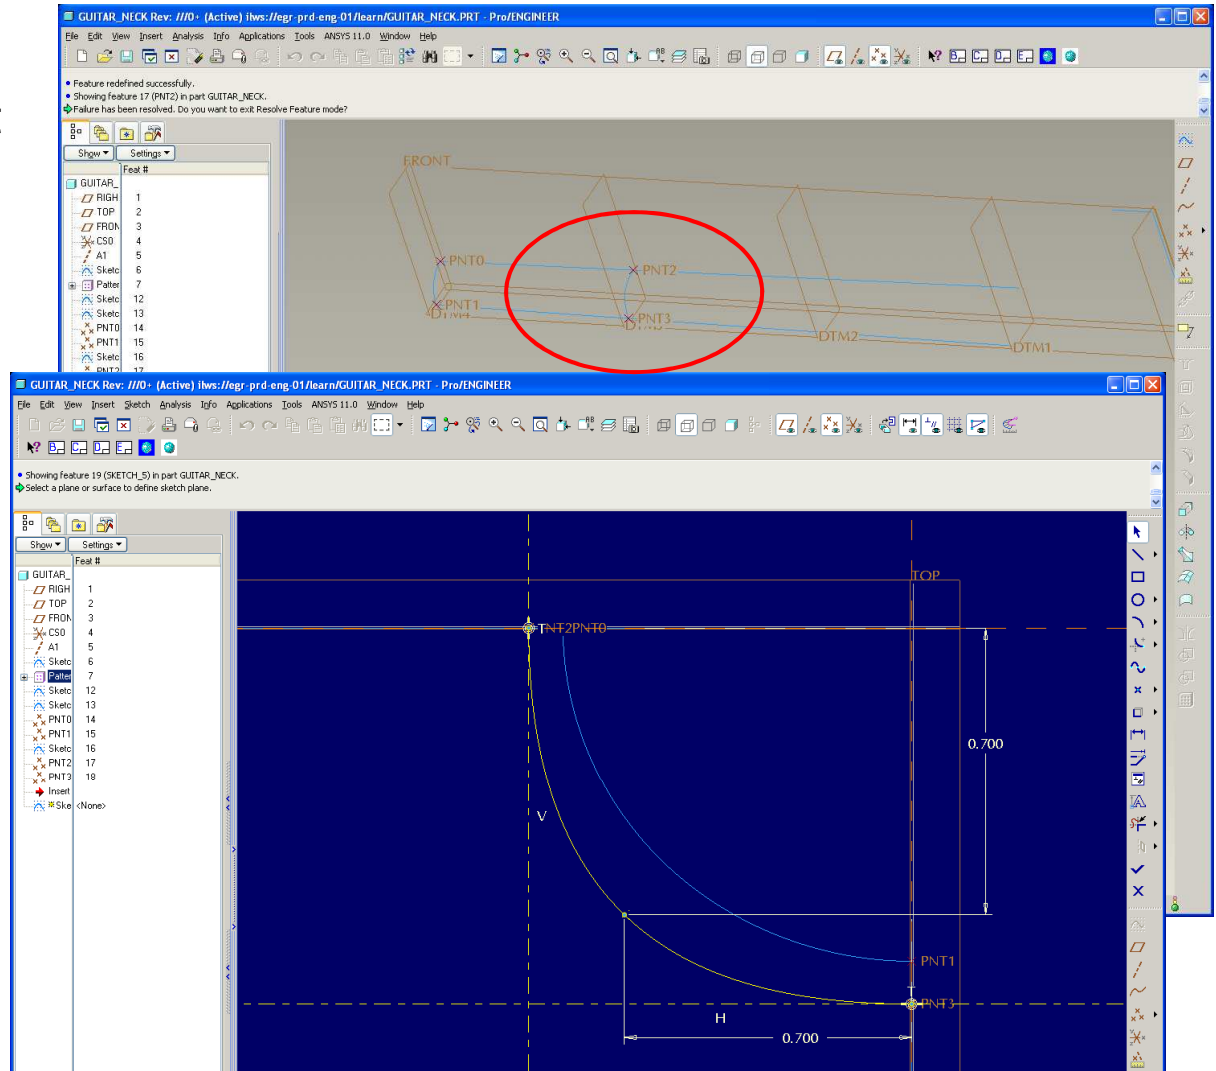 GUITAR_NECK Rev: ///0+ (Active) ilws://egr-prd-eng-01/learn/GUITAR_NECK.PRT - Pro/ENGINEER
File Edit View Insert Analysis Info Applications Tools ANSYS 11.0 Window Help
Feature redefined successfully.
Showing feature 17 (PNT2) in part GUITAR_NECK.
Failure has been resolved. Do you want to exit Resolve Feature mode?
Show Settings
Feat #
GUITAR_
RIGH 1
TOP 2
FRON 3
CS0 4
A1 5
Sketc 6
Patter 7
Sketc 12
Sketc 13
PNT0 14
PNT1 15
Sketc 16
PNT2 17
FRONT
PNT0
PNT2
PNT1
PNT3
DTM4
DTM3
DTM2
DTM1
GUITAR_NECK Rev: ///0+ (Active) ilws://egr-prd-eng-01/learn/GUITAR_NECK.PRT - Pro/ENGINEER
File Edit View Insert Sketch Analysis Info Applications Tools ANSYS 11.0 Window Help
Showing feature 19 (SKETCH_5) in part GUITAR_NECK.
Select a plane or surface to define sketch plane.
Show Settings
Feat #
GUITAR_
RIGH 1
TOP 2
FRON 3
CS0 4
A1 5
Sketc 6
Patter 7
Sketc 12
Sketc 13
PNT0 14
PNT1 15
Sketc 16
PNT2 17
PNT3 18
Insert
Ske <None>
TOP
T
NT2PNT0
0.700
V
PNT1
T
PNT3
H
0.700